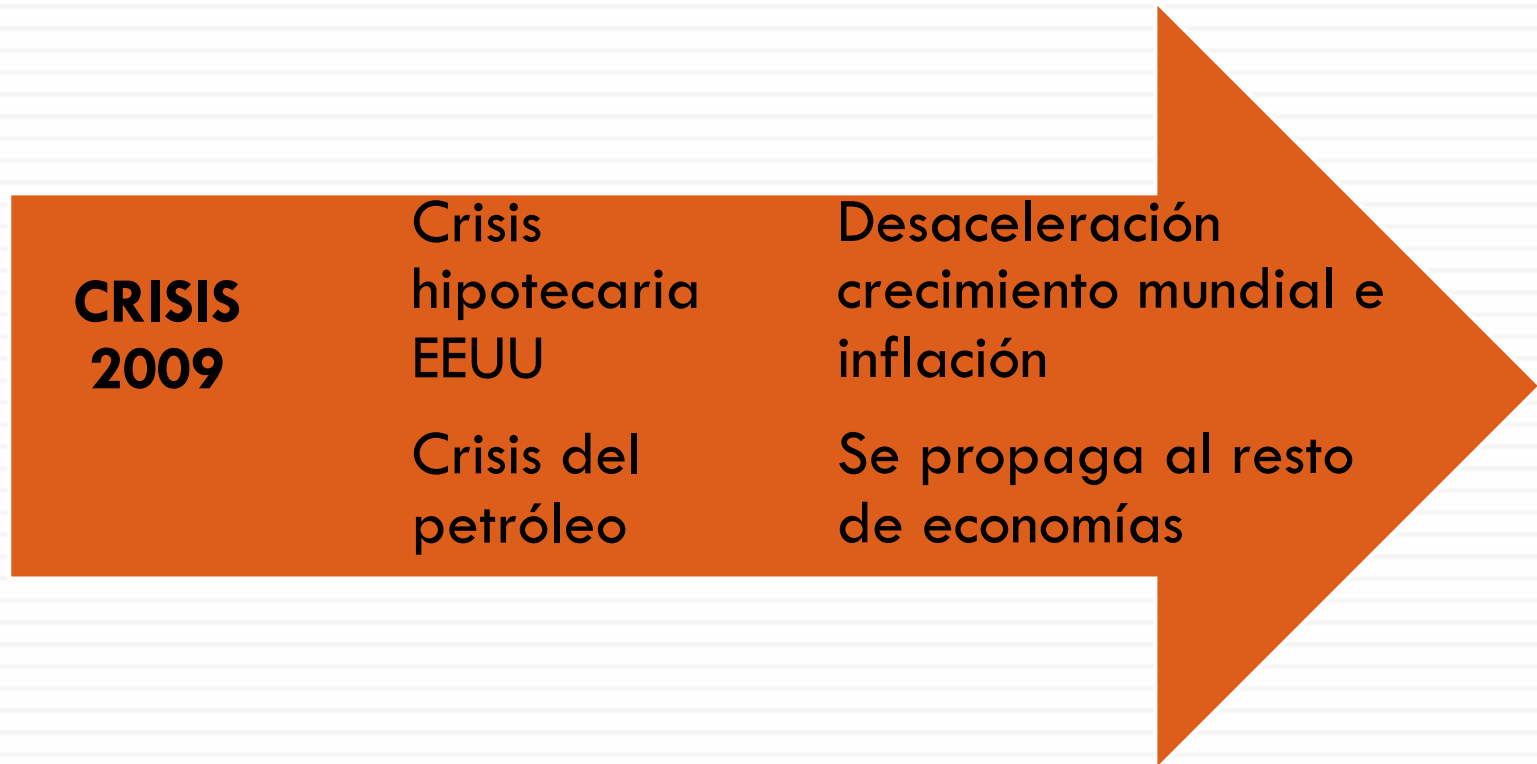 CRISIS
2009
Crisis
hipotecaria
EEUU
Crisis del
petróleo
Desaceleración
crecimiento mundial e
inflación
Se propaga al resto
de economías